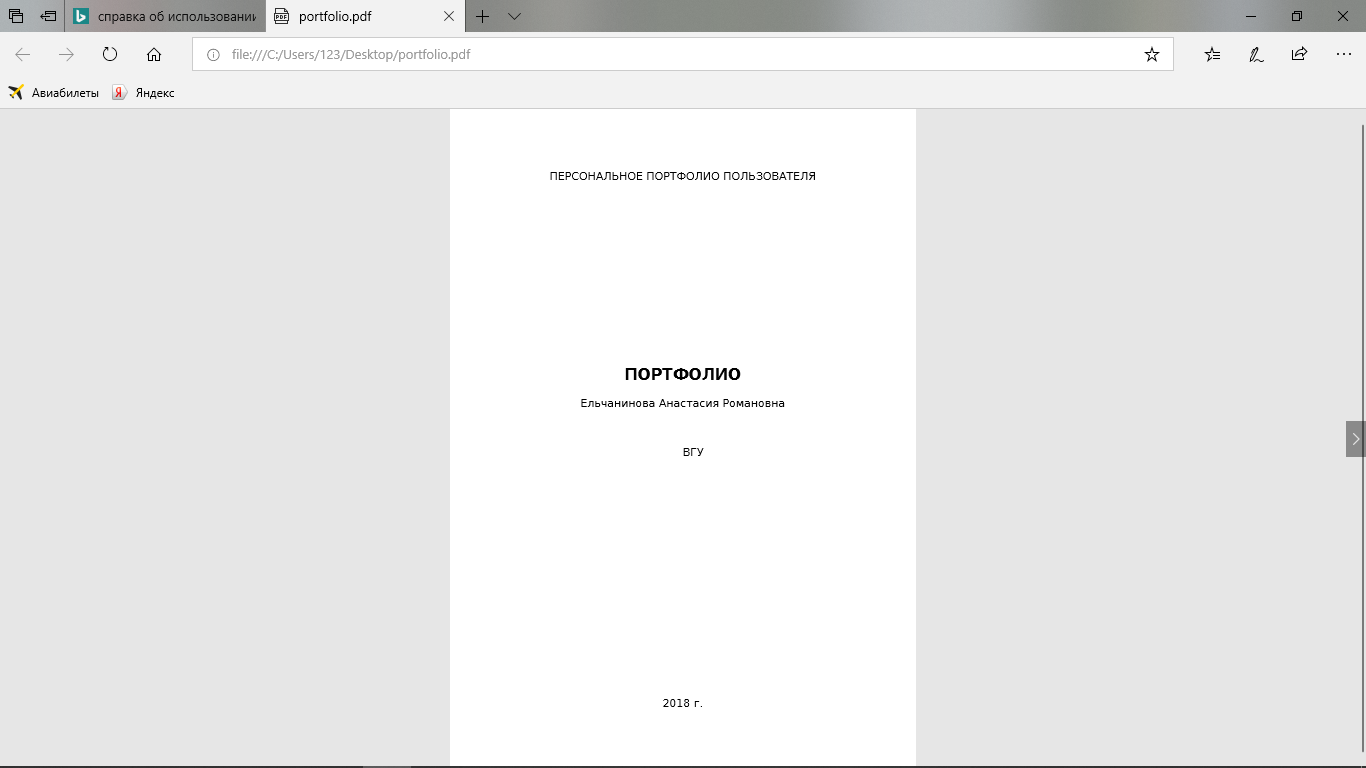 справка об использовании
portfolio.pdf
file:///C:/Users/123/Desktop/portfolio.pdf
Авиабилеты
Яндекс
ПЕРСОНАЛЬНОЕ ПОРТФОЛИО ПОЛЬЗОВАТЕЛЯ
ПОРТФОЛИО
Ельчанинова Анастасия Романовна
ВГУ
2018 г.